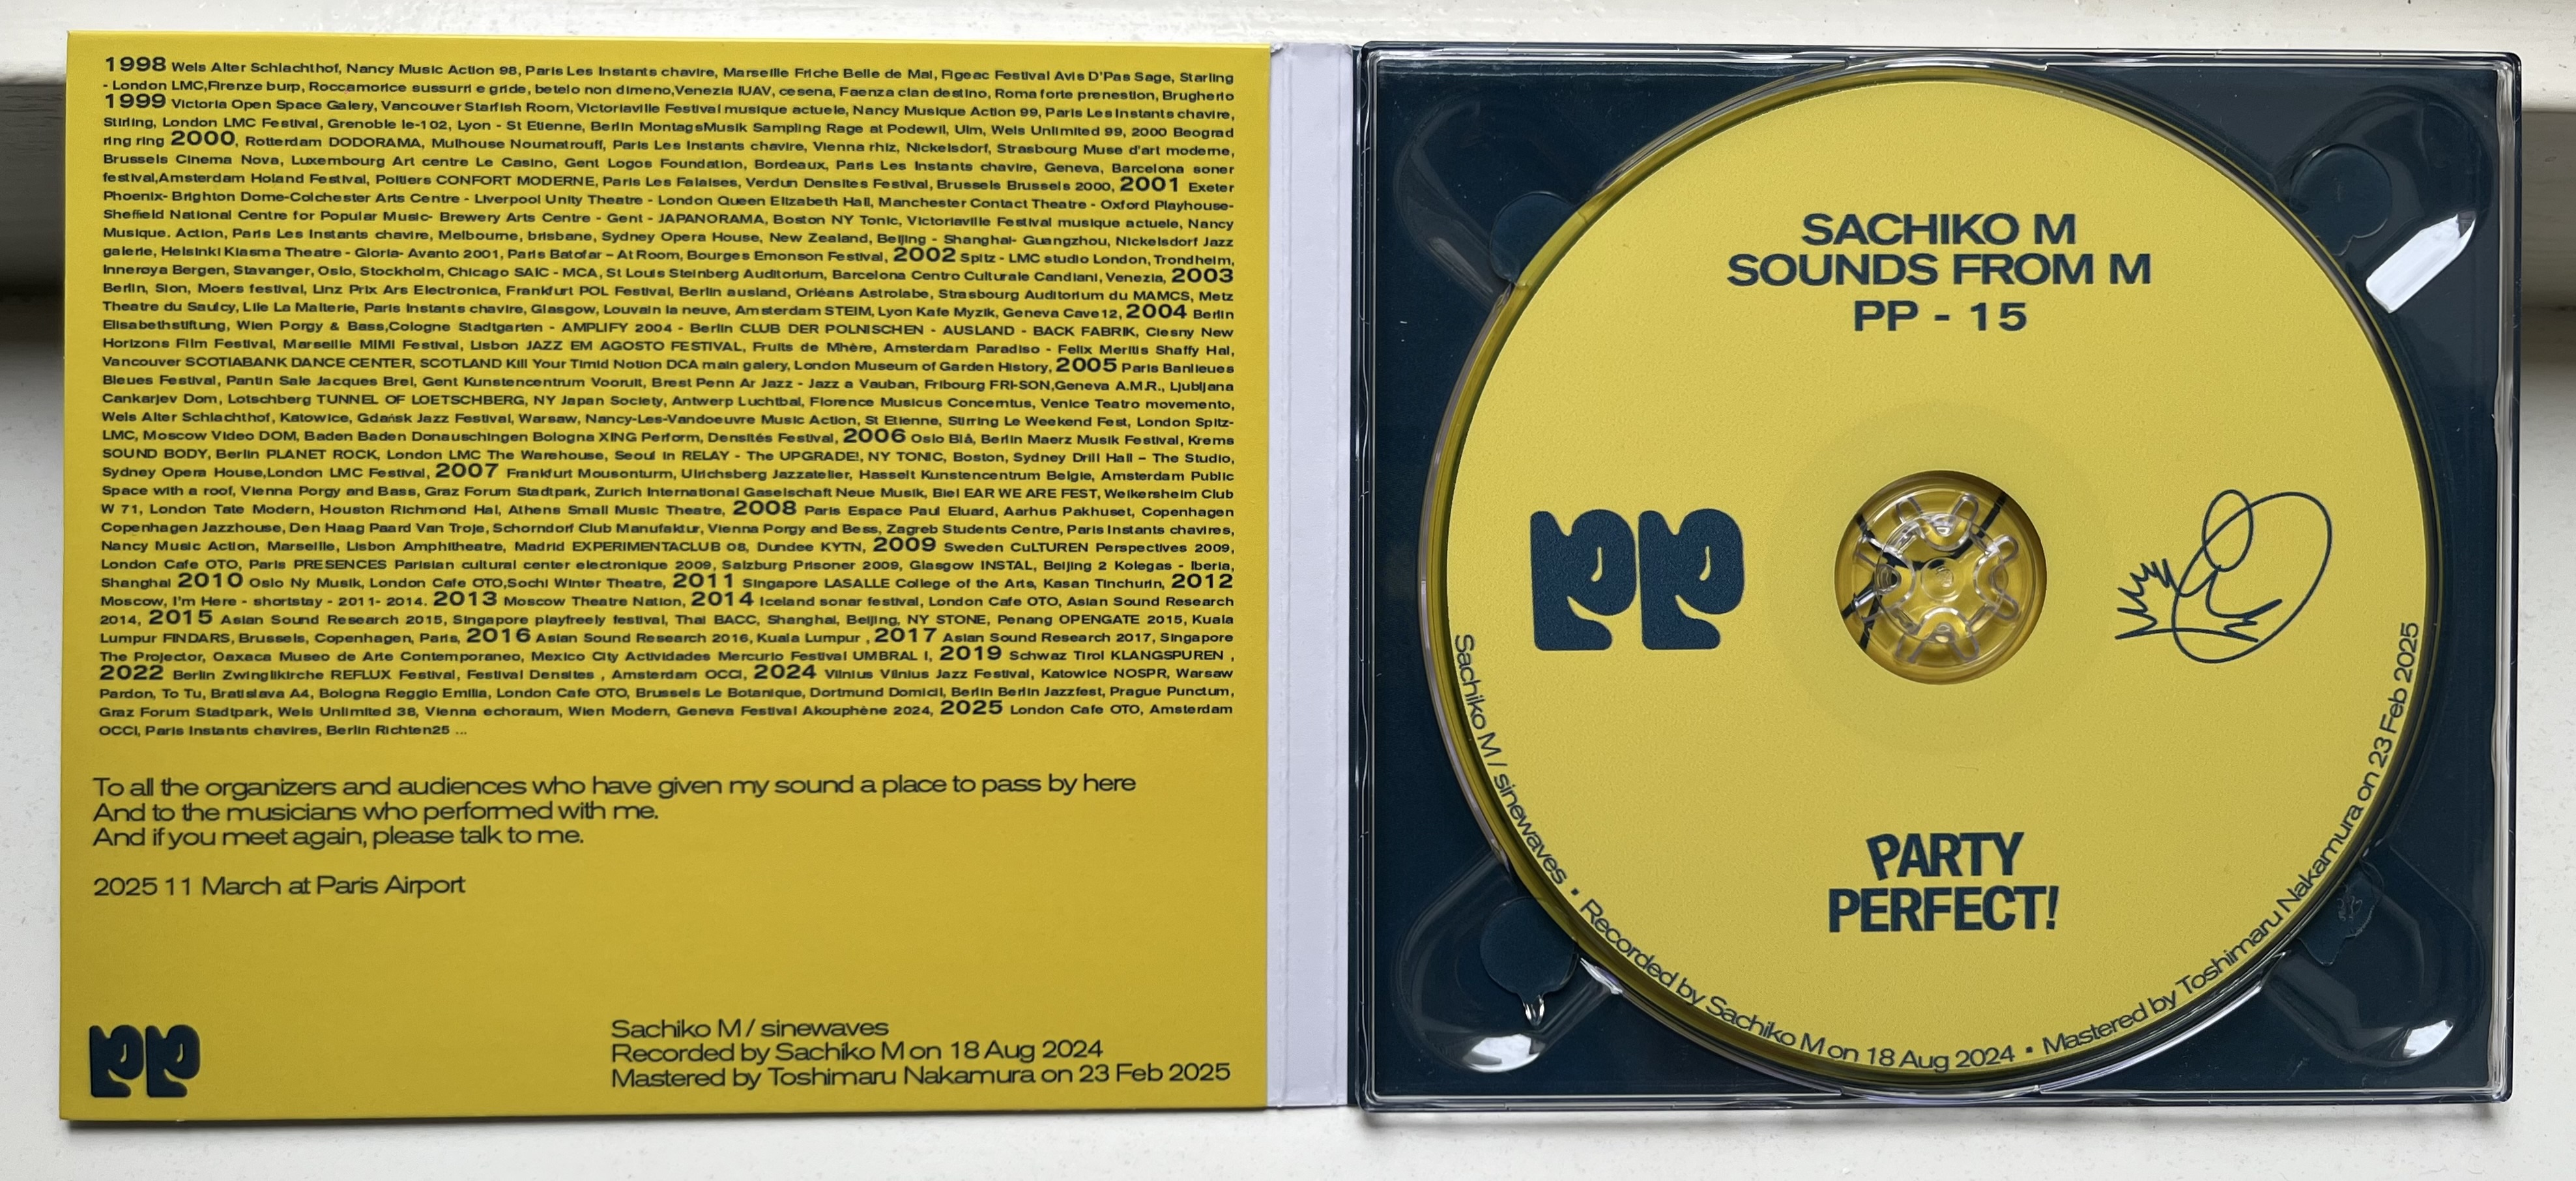 1998 Wels Alter Schlachthof, Nancy Music Action 98, Paris Les Instants chavire, Marseille Friche Belle de Mai, Figeac Festival Avis D'Pas Sage, Starling
- London LMC,Firenze burp, Roccamorice sussurri e gride, betelo non dimeno,Venezia IUAV, cesena, Faenza clan destino, Roma forte prenestion, Brugherio
1999 Victoria Open Space Galery, Vancouver Starfish Room, Victoriaville Festival musique actuele, Nancy Musique Action 99, Paris Les Instants chavire,
Stirling, London LMC Festival, Grenoble le-102, Lyon - St Etienne, Berlin MontagsMusik Sampling Rage at Podewil, Ulm, Wels Unlimited 99, 2000 Beograd
ring ring 2000, Rotterdam DODORAMA, Mulhouse Noumatrouff, Paris Les Instants chavire, Vienna rhiz, Nickelsdorf, Strasbourg Muse d'art moderne,
Brussels Cinema Nova, Luxembourg Art centre Le Casino, Gent Logos Foundation, Bordeaux, Paris Les Instants chavire, Geneva, Barcelona soner
festival,Amsterdam Holand Festival, Poitiers CONFORT MODERNE, Paris Les Falaises, Verdun Densites Festival, Brussels Brussels 2000, 2001 Exeter
Phoenix- Brighton Dome-Colchester Arts Centre - Liverpool Unity Theatre - London Queen Elizabeth Hall, Manchester Contact Theatre - Oxford Playhouse-
Sheffield National Centre for Popular Music- Brewery Arts Centre - Gent - JAPANORAMA, Boston NY Tonic, Victoriaville Festival musique actuele, Nancy
Musique. Action, Paris Les Instants chavire, Melbourne, brisbane, Sydney Opera House, New Zealand, Beijing - Shanghai- Guangzhou, Nickelsdorf Jazz
galerie, Helsinki Kiasma Theatre - Gloria- Avanto 2001, Paris Batofar – At Room, Bourges Emonson Festival, 2002 Spitz - LMC studio London, Trondheim,
Inneroya Bergen, Stavanger, Oslo, Stockholm, Chicago SAIC - MCA, St Louis Steinberg Auditorium, Barcelona Centro Culturale Candiani, Venezia, 2003
Berlin, Sion, Moers festival, Linz Prix Ars Electronica, Frankfurt POL Festival, Berlin ausland, Orléans Astrolabe, Strasbourg Auditorium du MAMCS, Metz
Theatre du Saulcy, Lile La Malterie, Paris Instants chavire, Glasgow, Louvain la neuve, Amsterdam STEIM, Lyon Kafe Myzik, Geneva Cave12, 2004 Berlin
Elisabethstiftung, Wien Porgy & Bass,Cologne Stadtgarten - AMPLIFY 2004 - Berlin CLUB DER POLNISCHEN - AUSLAND - BACK FABRIK, Ciesny New
Horizons Film Festival, Marseille MIMI Festival, Lisbon JAZZ EM AGOSTO FESTIVAL, Fruits de Mhère, Amsterdam Paradiso - Felix Meritis Shaffy Hal,
Vancouver SCOTIABANK DANCE CENTER, SCOTLAND Kill Your Timid Notion DCA main galery, London Museum of Garden History, 2005 Paris Banlieues
Bleues Festival, Pantin Sale Jacques Brel, Gent Kunstencentrum Vooruit, Brest Penn Ar Jazz - Jazz a Vauban, Fribourg FRI-SON,Geneva A.M.R., Ljubljana
Cankarjev Dom, Lotschberg TUNNEL OF LOETSCHBERG, NY Japan Society, Antwerp Luchtbal, Florence Musicus Concentus, Venice Teatro movemento,
Wels Alter Schlachthof, Katowice, Gdańsk Jazz Festival, Warsaw, Nancy-Les-Vandoeuvre Music Action, St Etienne, Stirring Le Weekend Fest, London Spitz-
LMC, Moscow Video DOM, Baden Baden Donauschingen Bologna XING Perform, Densités Festival, 2006 Oslo Blå, Berlin Maerz Musik Festival, Krems
SOUND BODY, Berlin PLANET ROCK, London LMC The Warehouse, Seoul in RELAY - The UPGRADE!, NY TONIC, Boston, Sydney Drill Hall – The Studio,
Sydney Opera House,London LMC Festival, 2007 Frankfurt Mousonturm, Ulrichsberg Jazzatelier, Hasselt Kunstencentrum Belgie, Amsterdam Public
Space with a roof, Vienna Porgy and Bass, Graz Forum Stadtpark, Zurich International Gaselschaft Neue Musik, Biel EAR WE ARE FEST, Weikersheim Club
W 71, London Tate Modern, Houston Richmond Hal, Athens Small Music Theatre, 2008 Paris Espace Paul Eluard, Aarhus Pakhuset, Copenhagen
Copenhagen Jazzhouse, Den Haag Paard Van Troje, Schorndorf Club Manufaktur, Vienna Porgy and Bess, Zagreb Students Centre, Paris Instants chavires,
Nancy Music Action, Marseille, Lisbon Amphitheatre, Madrid EXPERIMENTACLUB 08, Dundee KYTN, 2009 Sweden CuLTUREN Perspectives 2009,
London Cafe OTO, Paris PRESENCES Parisian cultural center electronique 2009, Salzburg Prisoner 2009, Glasgow INSTAL, Beijing 2 Kolegas - Iberia,
Shanghai 2010 Oslo Ny Musik, London Cafe OTO,Sochi Winter Theatre, 2011 Singapore LASALLE College of the Arts, Kasan Tinchurin, 2012
Moscow, I'm Here - shortstay - 2011- 2014. 2013 Moscow Theatre Nation, 2014 Iceland sonar festival, London Cafe OTO, Asian Sound Research
2014, 2015 Asian Sound Research 2015, Singapore playfreely festival, Thai BACC, Shanghai, Beijing, NY STONE, Penang OPENGATE 2015, Kuala
Lumpur FINDARS, Brussels, Copenhagen, Paris, 2016 Asian Sound Research 2016, Kuala Lumpur , 2017 Asian Sound Research 2017, Singapore
The Projector, Oaxaca Museo de Arte Contemporaneo, Mexico City Actividades Mercurio Festival UMBRAL I, 2019 Schwaz Tirol KLANGSPUREN ,
2022 Berlin Zwinglikirche REFLUX Festival, Festival Densites , Amsterdam OCCI, 2024 Vilnius Vilnius Jazz Festival, Katowice NOSPR, Warsaw
Pardon, To Tu, Bratislava A4, Bologna Reggio Emilia, London Cafe OTO, Brussels Le Botanique, Dortmund Domicil, Berlin Berlin Jazzfest, Prague Punctum,
Graz Forum Stadtpark, Wels Unlimited 38, Vienna echoraum, Wien Modern, Geneva Festival Akouphène 2024, 2025 London Cafe OTO, Amsterdam
OCCI, Paris Instants chavires, Berlin Richten25 ...
To all the organizers and audiences who have given my sound a place to pass by here
And to the musicians who performed with me.
And if you meet again, please talk to me.
2025 11 March at Paris Airport
PP
Sachiko M / sinewaves
Recorded by Sachiko M on 18 Aug 2024
Mastered by Toshimaru Nakamura on 23 Feb 2025
SACHIKO M
SOUNDS FROM M
PP - 15
PP
PARTY
PERFECT!
Sachiko M / sinewaves • Recorded by Sachiko M on 18 Aug 2024 • Mastered by Toshimaru Nakamura on 23 Feb 2025